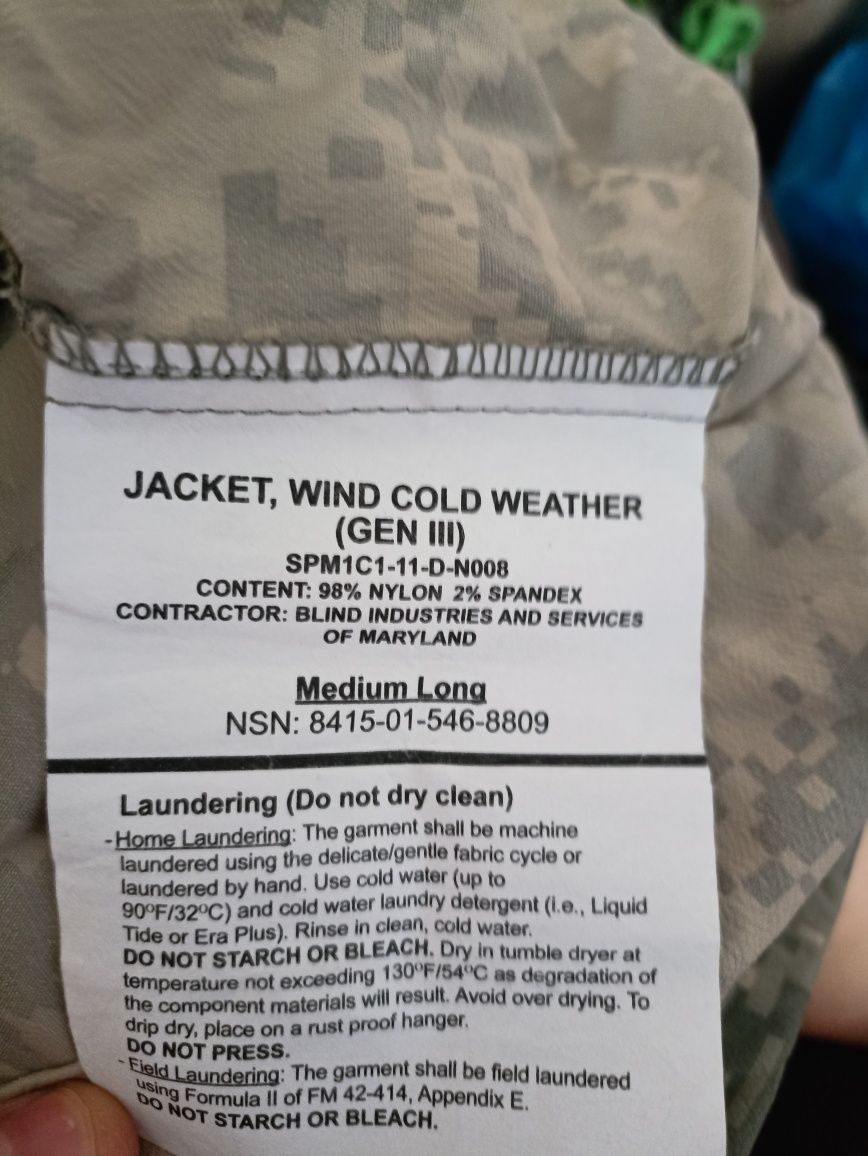 JACKET, WIND COLD WEATHER
(GEN III)
SPM1C1-11-D-N008
CONTENT: 98% NYLON 2% SPANDEX
CONTRACTOR: BLIND INDUSTRIES AND SERVICES
OF MARYLAND
Medium Long
NSN: 8415-01-546-8809
Laundering (Do not dry clean)
-Home Laundering: The garment shall be machine
laundered using the delicate/gentle fabric cycle or
laundered by hand. Use cold water (up to
90ºF/32ºC) and cold water laundry detergent (i.e., Liquid
Tide or Era Plus). Rinse in clean, cold water.
DO NOT STARCH OR BLEACH. Dry in tumble dryer at
temperature not exceeding 130ºF/54ºC as degradation of
the component materials will result. Avoid over drying. To
drip dry, place on a rust proof hanger.
DO NOT PRESS.
-Field Laundering: The garment shall be field laundered
using Formula II of FM 42-414, Appendix E.
DO NOT STARCH OR BLEACH.